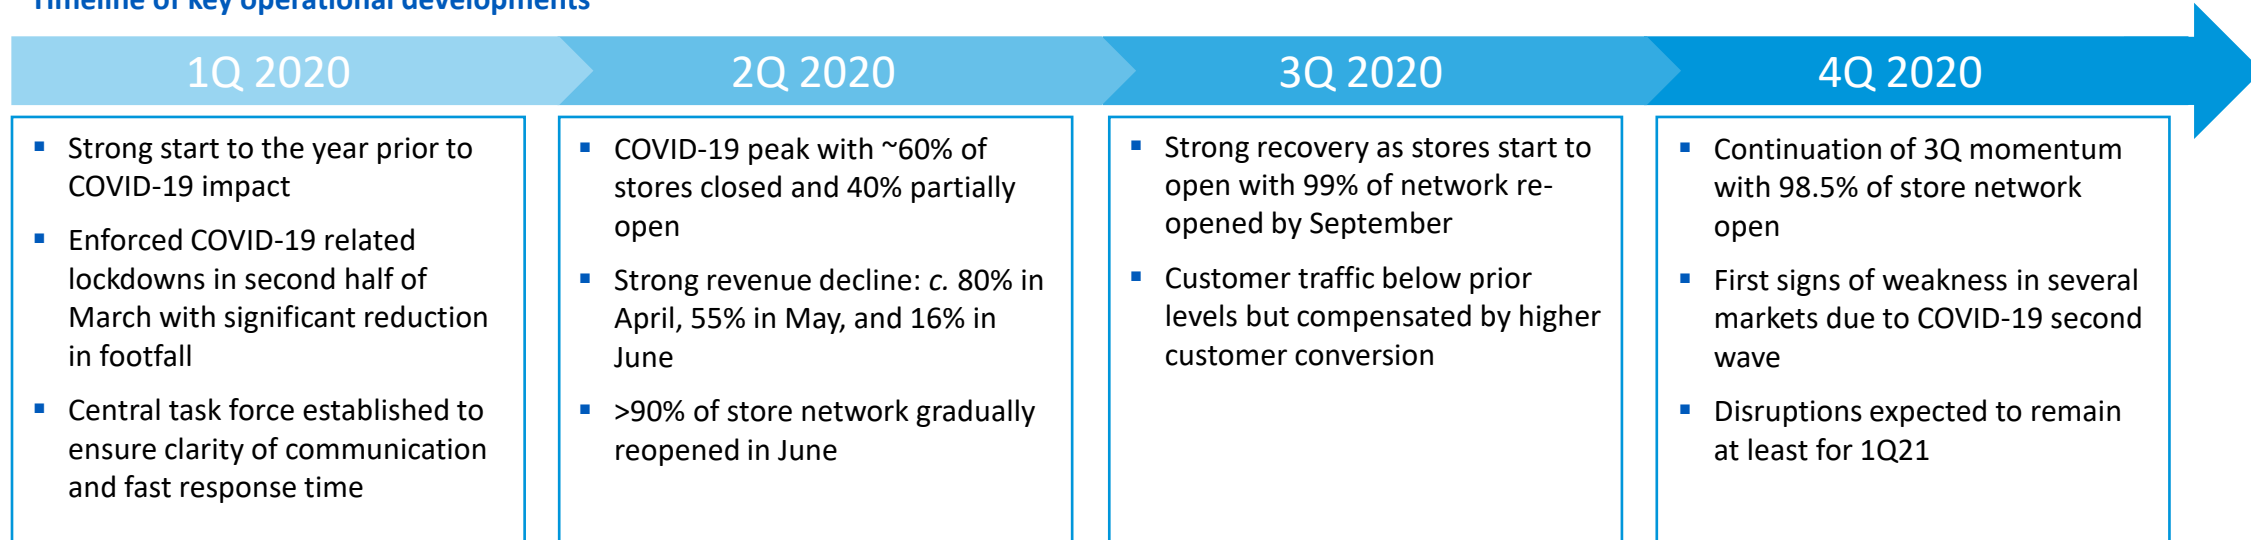 Timeline of key operational developments
1Q 2020
2Q 2020
3Q 2020
4Q 2020
▪ Strong start to the year prior to
COVID-19 impact
▪ Enforced COVID-19 related
lockdowns in second half of
March with significant reduction
in footfall
▪ Central task force established to
ensure clarity of communication
and fast response time
▪ COVID-19 peak with ~60% of
stores closed and 40% partially
open
▪ Strong revenue decline: c. 80% in
April, 55% in May, and 16% in
June
▪ >90% of store network gradually
reopened in June
▪ Strong recovery as stores start to
open with 99% of network re-
opened by September
▪ Customer traffic below prior
levels but compensated by higher
customer conversion
▪ Continuation of 3Q momentum
with 98.5% of store network
open
▪ First signs of weakness in several
markets due to COVID-19 second
wave
▪ Disruptions expected to remain
at least for 1Q21